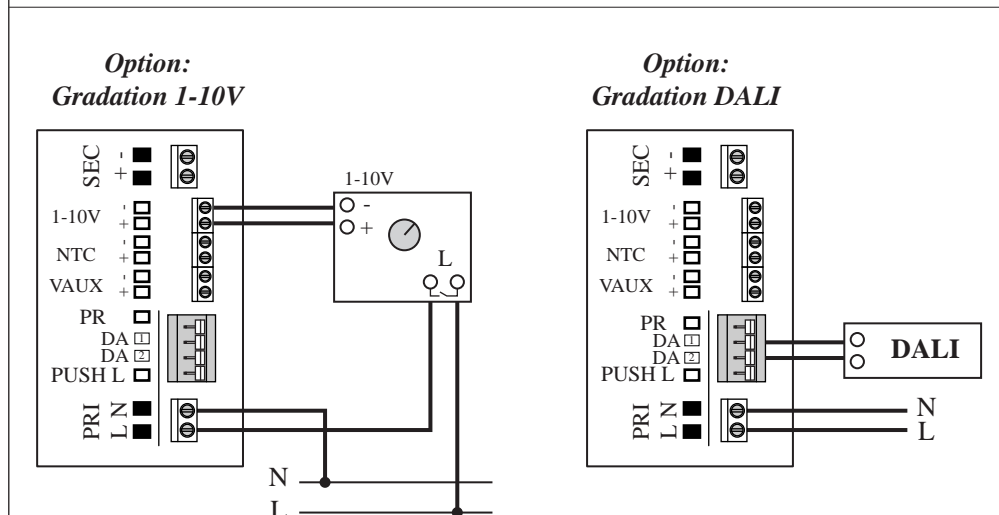 Option:
Gradation 1-10V
SEC
-
+
1-10V
-
+
NTC
-
+
VAUX
-
+
PR
DA 1
DA 2
PUSH L
PRI
N
L
1-10V
-
+
L
N
L
Option:
Gradation DALI
SEC
-
+
1-10V
-
+
NTC
-
+
VAUX
-
+
PR
DA 1
DA 2
PUSH L
PRI
N
L
DALI
N
L